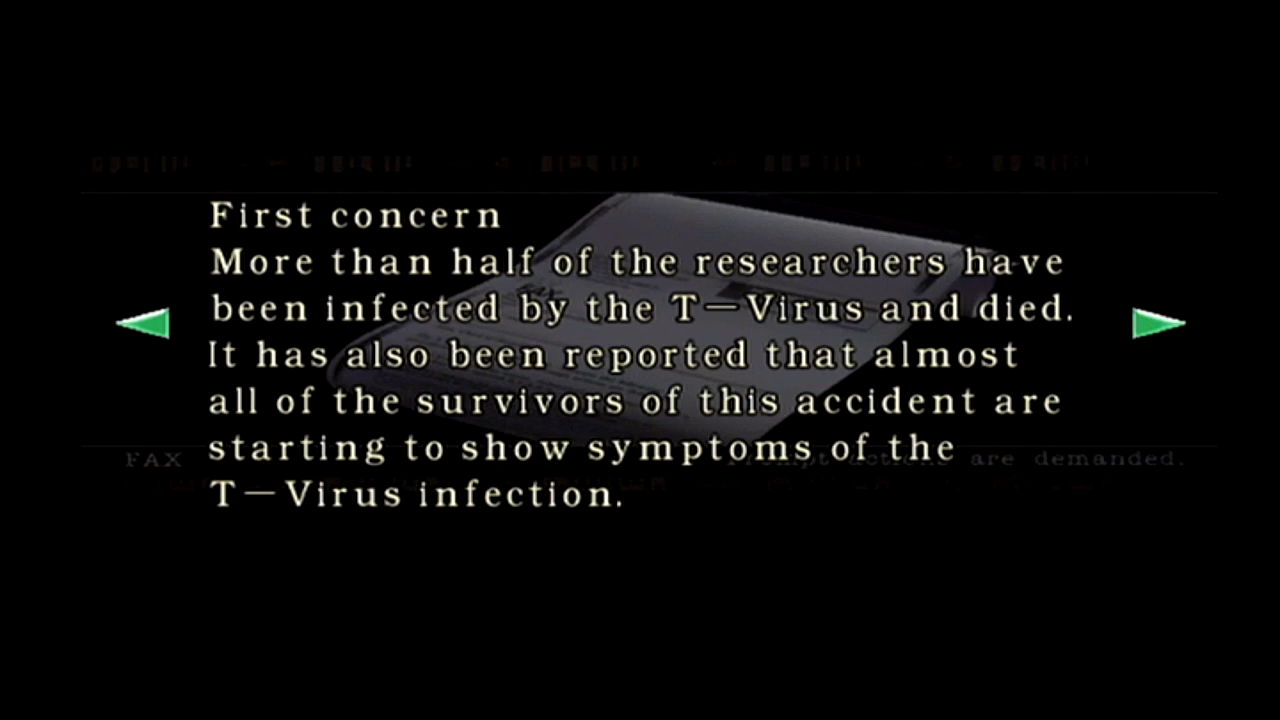 First concern
More than half of the researchers have
been infected by the T—Virus and died.
It has also been reported that almost
all of the survivors of this accident are
starting to show symptoms of the
FAX
Prompt actions are demanded.
T—Virus infection.